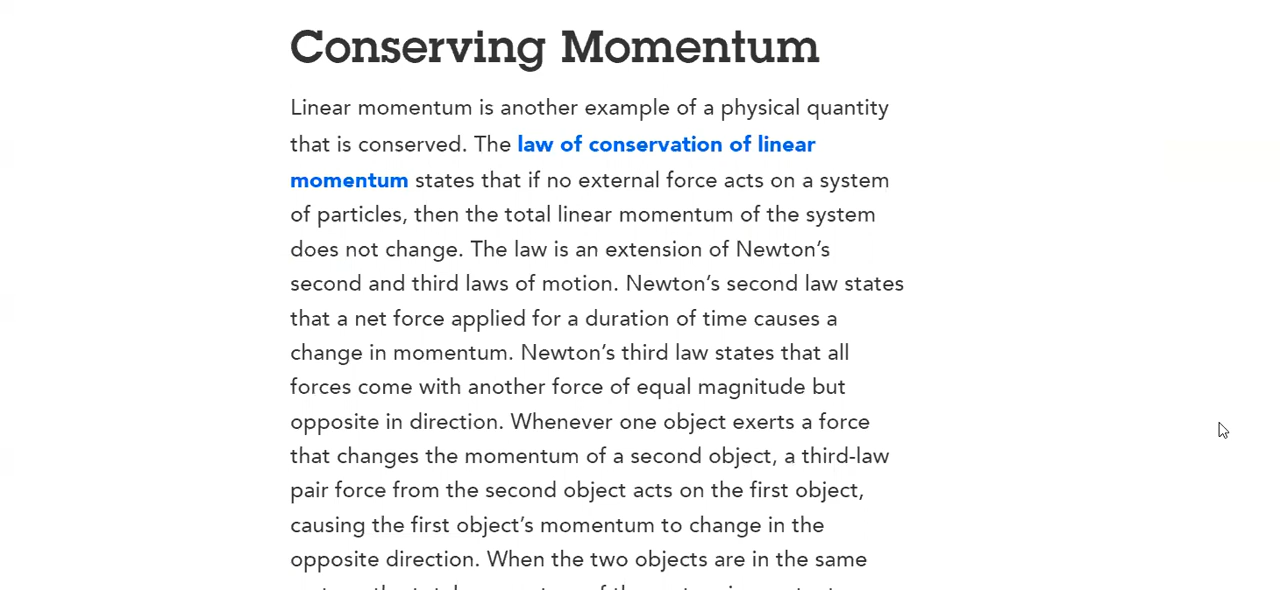 Conserving Momentum
Linear momentum is another example of a physical quantity
that is conserved. The law of conservation of linear
momentum states that if no external force acts on a system
of particles, then the total linear momentum of the system
does not change. The law is an extension of Newton’s
second and third laws of motion. Newton’s second law states
that a net force applied for a duration of time causes a
change in momentum. Newton’s third law states that all
forces come with another force of equal magnitude but
opposite in direction. Whenever one object exerts a force
that changes the momentum of a second object, a third-law
pair force from the second object acts on the first object,
causing the first object’s momentum to change in the
opposite direction. When the two objects are in the same